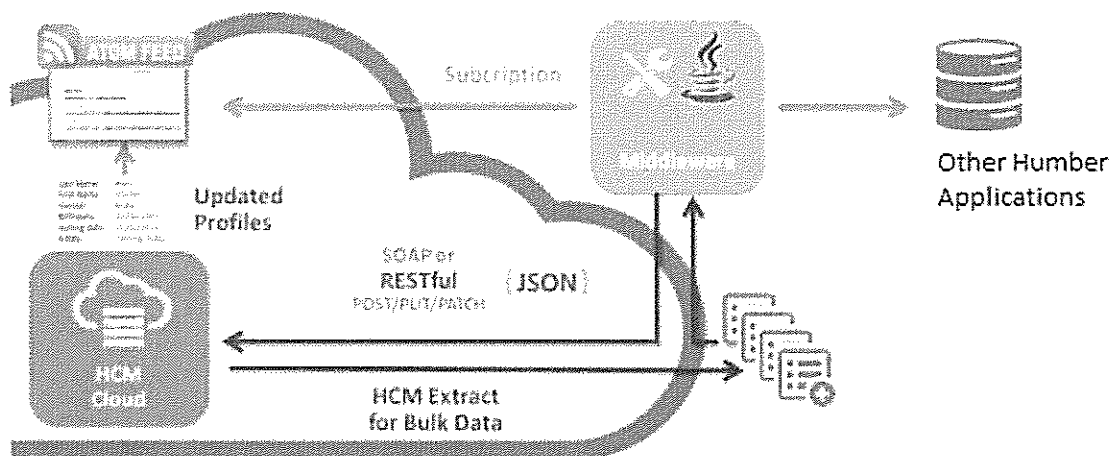 ATOM FEED
Subcription
Middleware
Other Humber
Applications
Updated
Profiles
SOAP or
RESTful
POST/PUT/PATCH
{JSON}
HCM
Cloud
HCM Extract
for Bulk Data